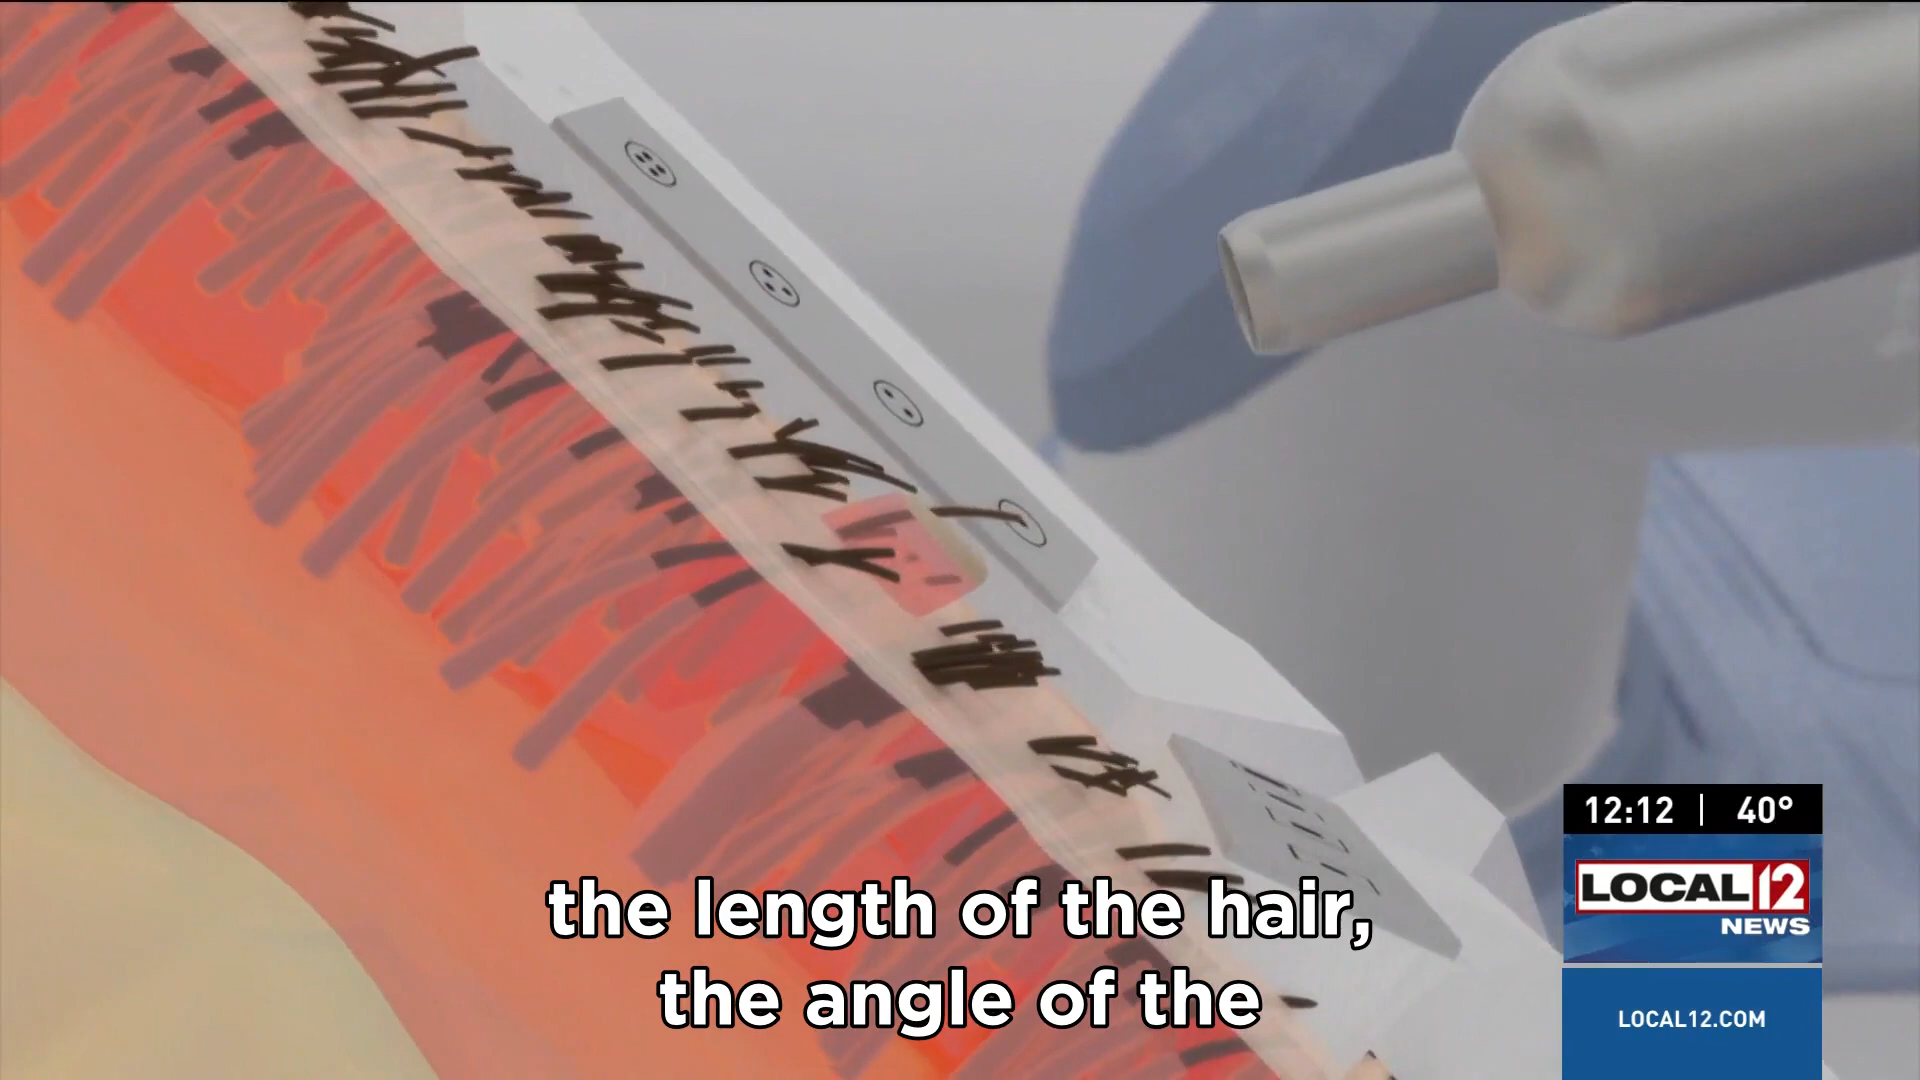 12:12 | 40°
LOCAL 12
NEWS
the length of the hair,
the angle of the
LOCAL12.COM